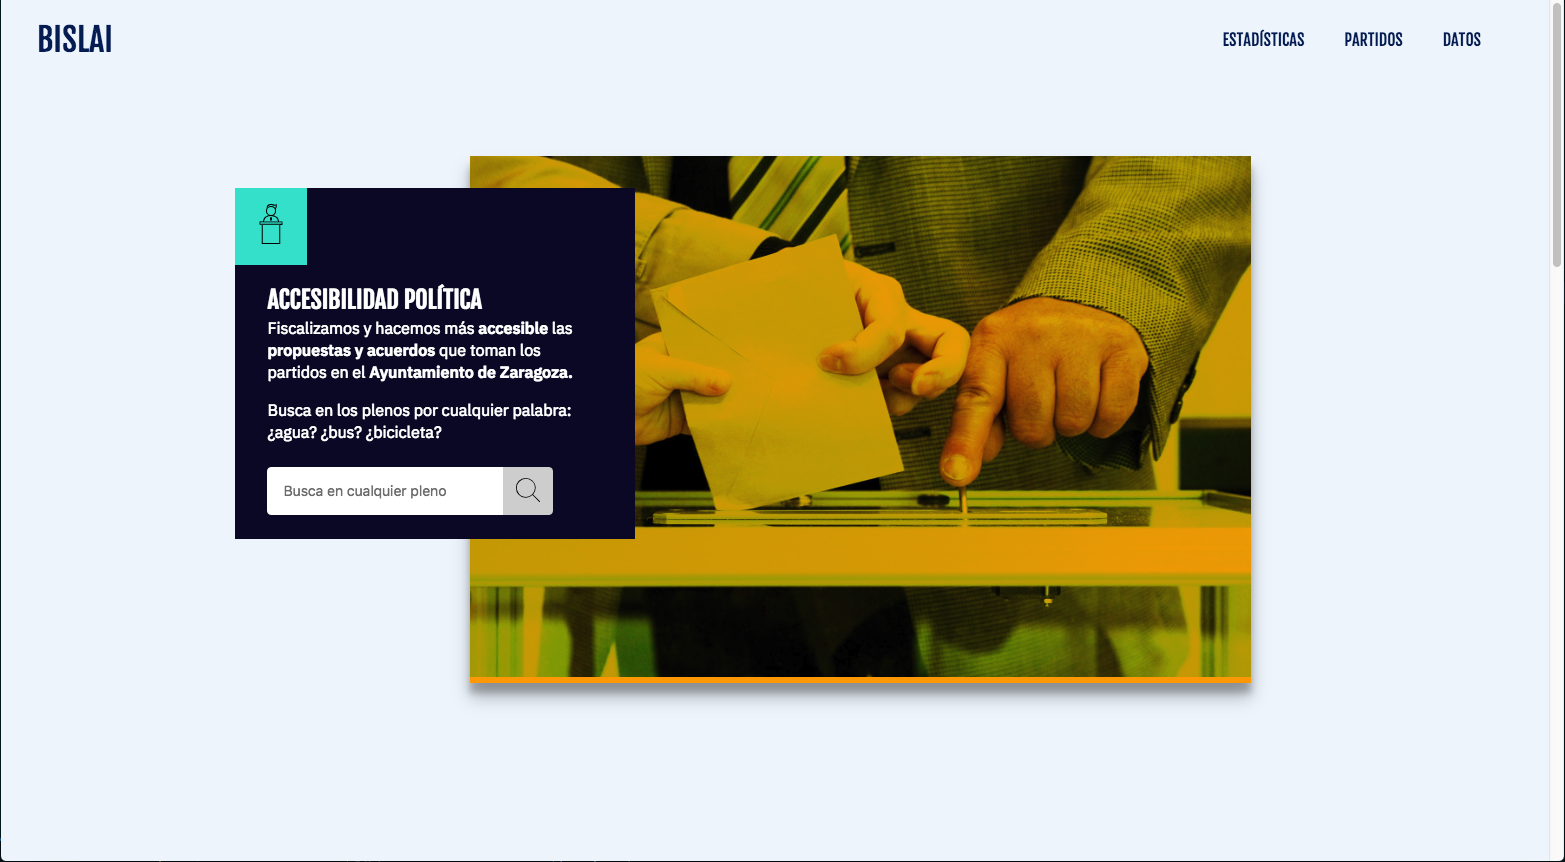 BISLAI
ESTADÍSTICAS PARTIDOS DATOS
ACCESIBILIDAD POLÍTICA
Fiscalizamos y hacemos más accesible las
propuestas y acuerdos que toman los
partidos en el Ayuntamiento de Zaragoza.
Busca en los plenos por cualquier palabra:
¿agua? ¿bus? ¿bicicleta?
Busca en cualquier pleno